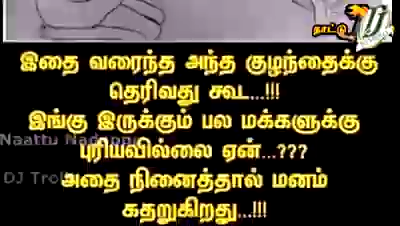 நாட்டு
இதை வரைந்த அந்த குழந்தைக்கு
தெரிவது கூட...!!!
இங்கு இருக்கும் பல மக்களுக்கு
Naattu Na
புரியவில்லை ஏன்...???
DJ Troll
அதை நினைத்தால் மனம்
கதறுகிறது...!!!